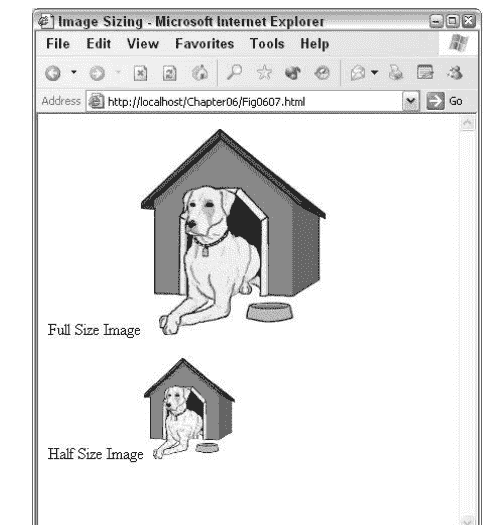 Image Sizing - Microsoft Internet Explorer
File Edit View Favorites Tools Help
Address http://localhost/Chapter06/Fig0607.html Go
Full Size Image
Half Size Image